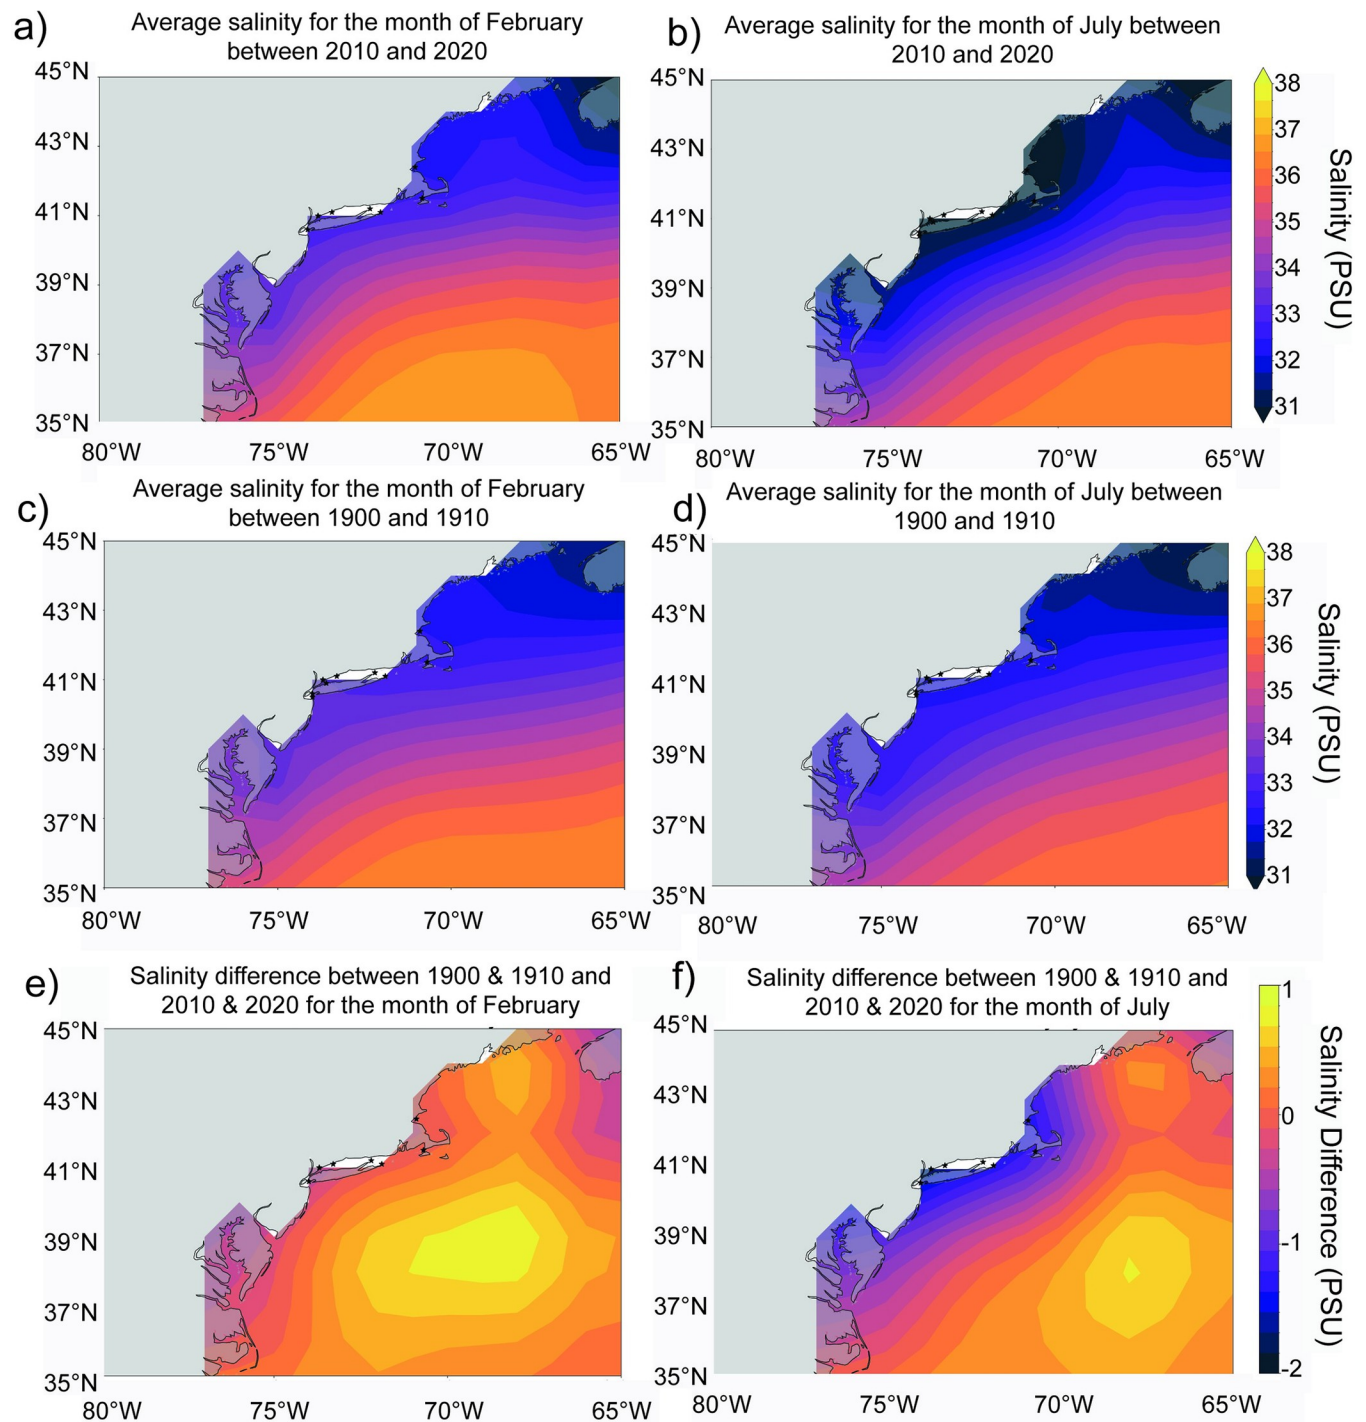 a)
Average salinity for the month of February
between 2010 and 2020
45°N
43°N
41°N
39°N
37°N
35°N
80°W
75°W
70°W
65°W
b)
Average salinity for the month of July between
2010 and 2020
45°N
43°N
41°N
39°N
37°N
35°N
80°W
75°W
70°W
65°W
38
37
36
35
34
33
32
31
Salinity (PSU)
c)
Average salinity for the month of February
between 1900 and 1910
45°N
43°N
41°N
39°N
37°N
35°N
80°W
75°W
70°W
65°W
d)
Average salinity for the month of July between
1900 and 1910
45°N
43°N
41°N
39°N
37°N
35°N
80°W
75°W
70°W
65°W
38
37
36
35
34
33
32
31
Salinity (PSU)
e)
Salinity difference between 1900 & 1910 and
2010 & 2020 for the month of February
45°N
43°N
41°N
39°N
37°N
35°N
80°W
75°W
70°W
65°W
f)
Salinity difference between 1900 & 1910 and
2010 & 2020 for the month of July
45°N
43°N
41°N
39°N
37°N
35°N
80°W
75°W
70°W
65°W
1
0
-1
-2
Salinity Difference (PSU)